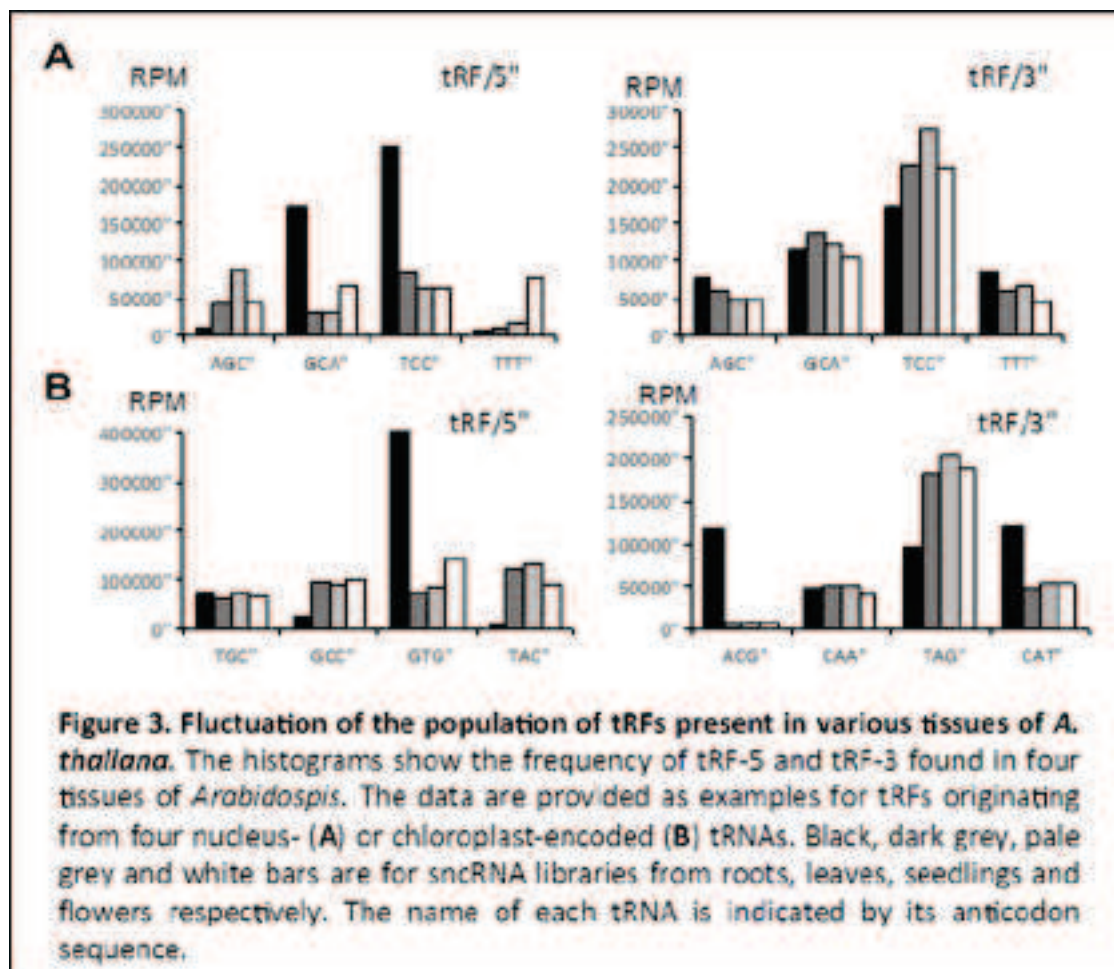 A
RPM tRF/5" RPM tRF/3"
300000" 30000"
250000" 25000"
200000" 20000"
150000" 15000"
100000" 10000"
50000" 5000"
0" 0"
AGC" GCA" TCC" TTT" AGC" GCA" TCC" TTT"
B
RPM tRF/5" RPM tRF/3"
400000" 250000"
300000" 200000"
200000" 150000"
100000" 100000"
0" 50000"
0"
TGC" GCC" GTG" TAC" ACG" CAA" TAG" CAT"
Figure 3. Fluctuation of the population of tRFs present in various tissues of A.
thaliana. The histograms show the frequency of tRF-5 and tRF-3 found in four
tissues of Arabidospis. The data are provided as examples for tRFs originating
from four nucleus- (A) or chloroplast-encoded (B) tRNAs. Black, dark grey, pale
grey and white bars are for sncRNA libraries from roots, leaves, seedlings and
flowers respectively. The name of each tRNA is indicated by its anticodon
sequence.